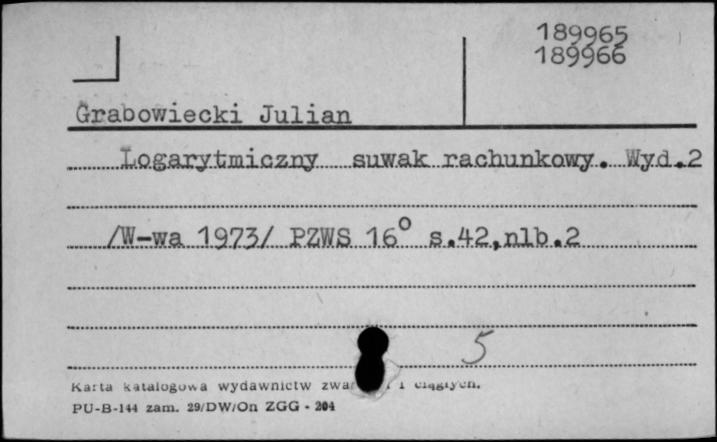 189965
189966
Grabowiecki Julian
Logarytmiczny suwak rachunkowy. Wyd.2
/W-wa 1973/ PZWS 16° s.42,nlb.2
5
Karta katalogowa wydawnictw i ciągłych.
PU-B-144 zam. 29/DW/On ZGG - 204